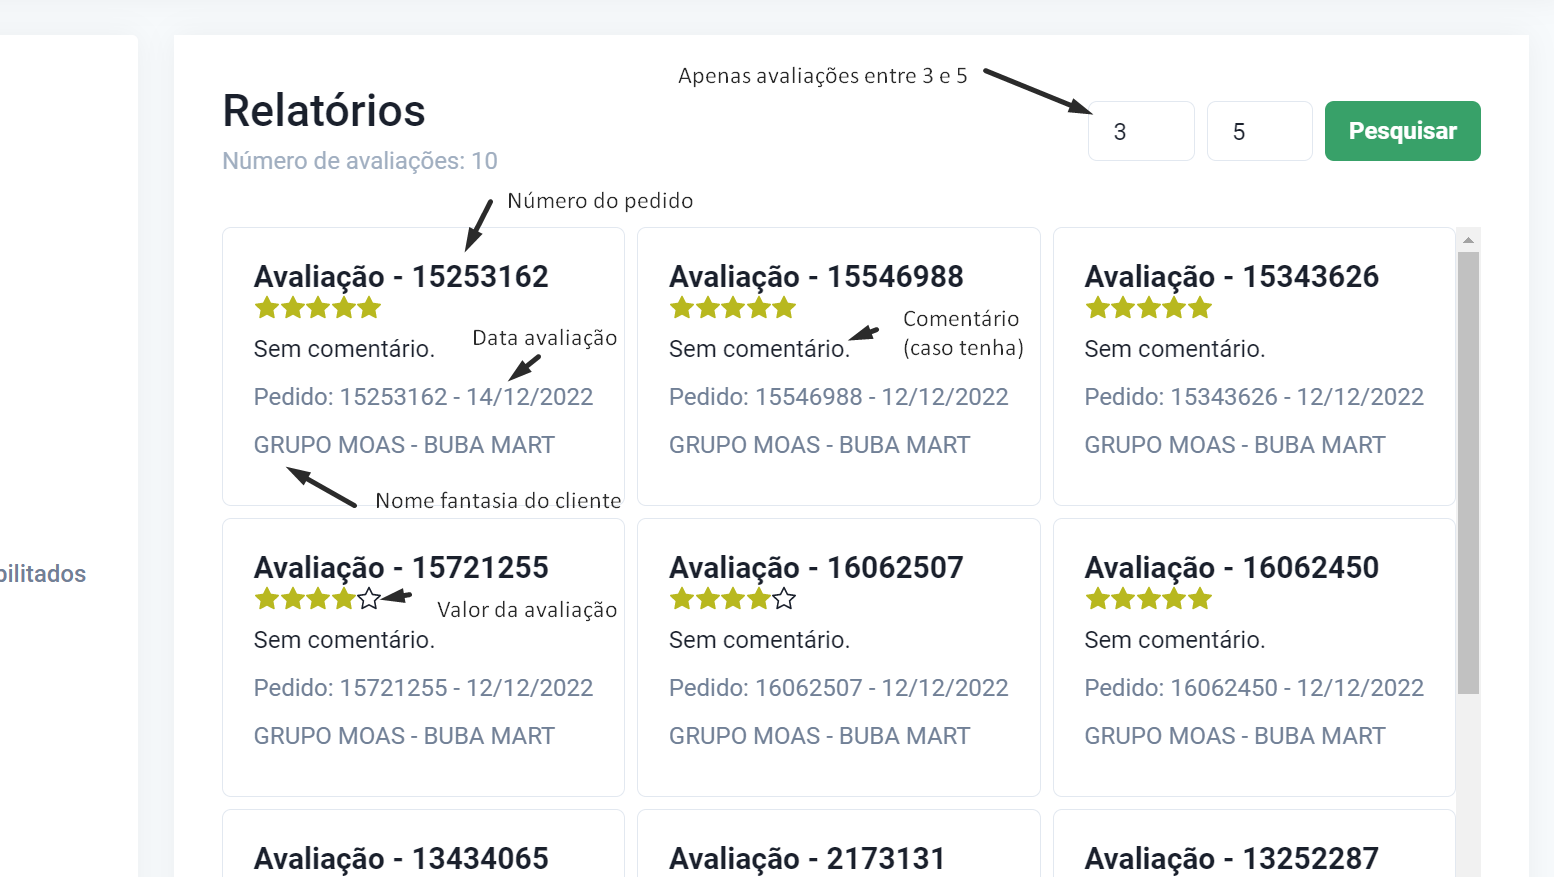 Apenas avaliações entre 3 e 5
Relatórios
3
5
Pesquisar
Número de avaliações: 10
Número do pedido
Avaliação - 15253162
Sem comentário.
Data avaliação
Pedido: 15253162 - 14/12/2022
GRUPO MOAS - BUBA MART
Nome fantasia do cliente
Avaliação - 15546988
Comentário
(caso tenha)
Sem comentário.
Pedido: 15546988 - 12/12/2022
GRUPO MOAS - BUBA MART
Avaliação - 15343626
Sem comentário.
Pedido: 15343626 - 12/12/2022
GRUPO MOAS - BUBA MART
bilitados
Avaliação - 15721255
Valor da avaliação
Sem comentário.
Pedido: 15721255 - 12/12/2022
GRUPO MOAS - BUBA MART
Avaliação - 16062507
Sem comentário.
Pedido: 16062507 - 12/12/2022
GRUPO MOAS - BUBA MART
Avaliação - 16062450
Sem comentário.
Pedido: 16062450 - 12/12/2022
GRUPO MOAS - BUBA MART
Avaliação - 13434065
Avaliação - 2173131
Avaliação - 13252287